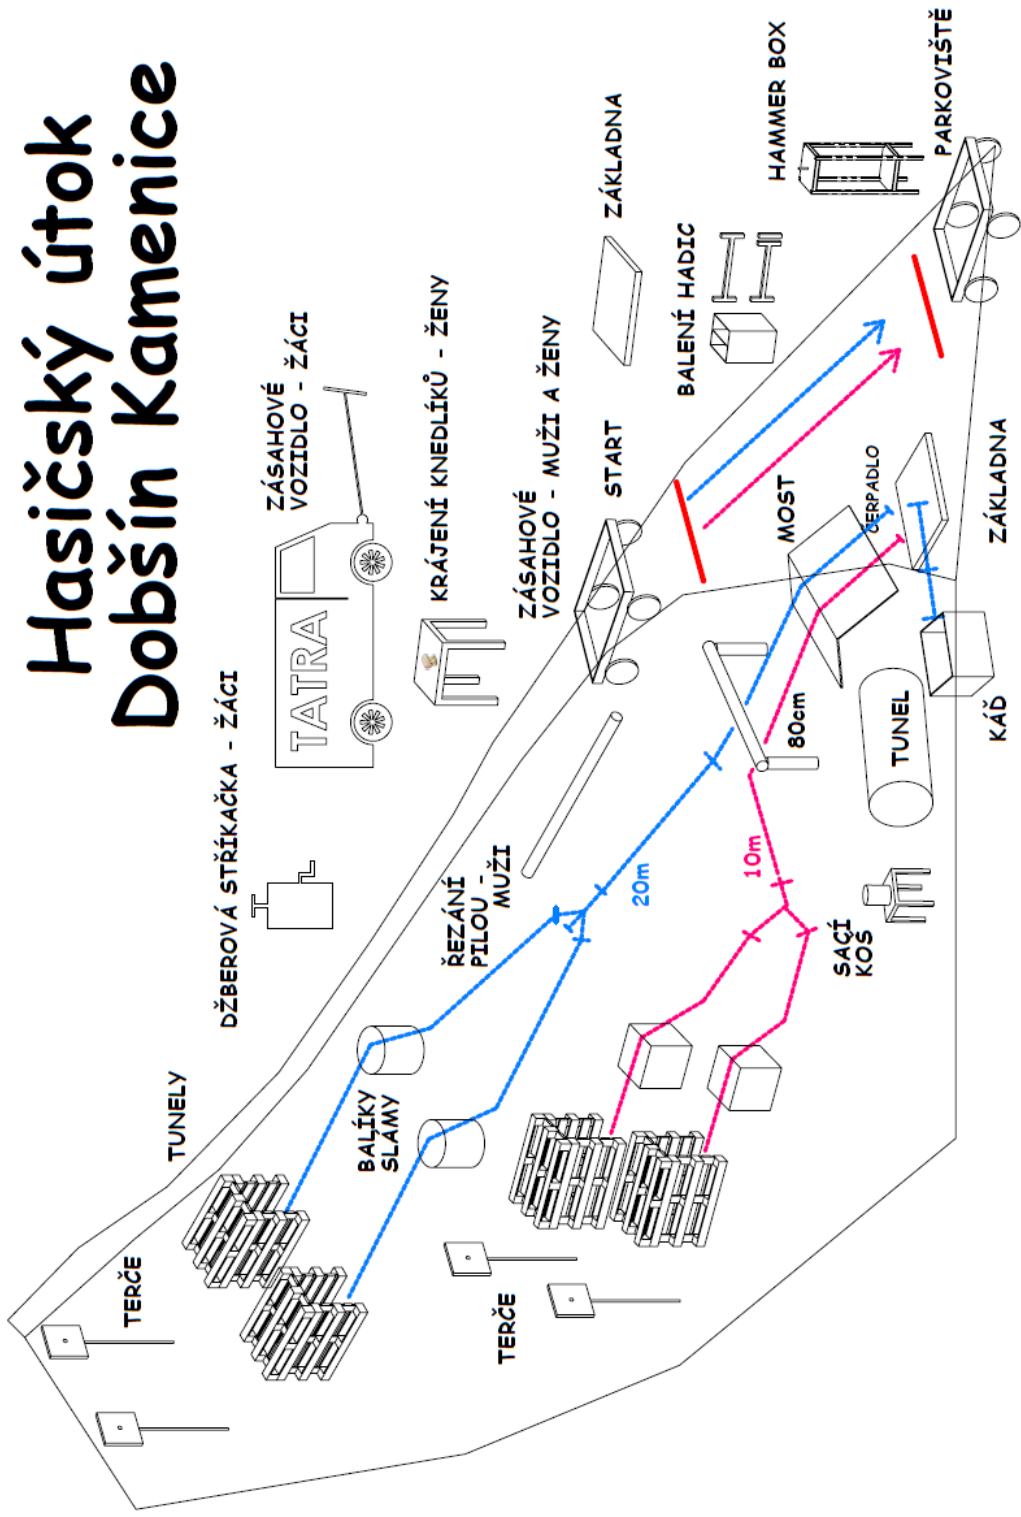 Hasičský útok
Dobšín Kamenice
DŽBEROVÁ STŘÍKAČKA - ŽÁCI
ZÁSAHOVÉ
VOZIDLO - ŽÁCI
TATRA
KRÁJENÍ KNEDLÍKŮ - ŽENY
ZÁSAHOVÉ
VOZIDLO - MUŽI A ŽENY
START
ZÁKLADNA
BALENÍ HADIC
HAMMER BOX
PARKOVIŠTĚ
TUNELY
TERČE
BALÍKY
SLÁMY
ŘEZÁNÍ
PILOU -
MUŽI
20m
10m
80cm
MOST
ČERPADLO
ZÁKLADNA
TERČE
SACÍ
KOŠ
TUNEL
KÁĎ